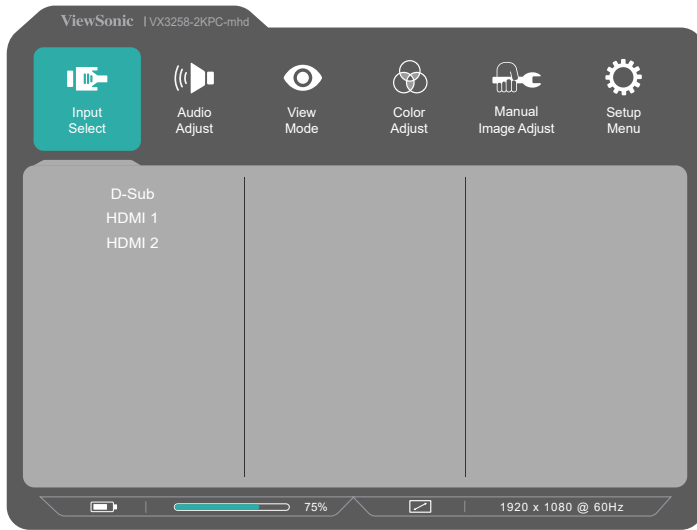 ViewSonic | VX3258-2KPC-mhd
Input Select
Audio Adjust
View Mode
Color Adjust
Manual Image Adjust
Setup Menu
D-Sub
HDMI 1
HDMI 2
75%
1920 x 1080 @ 60Hz